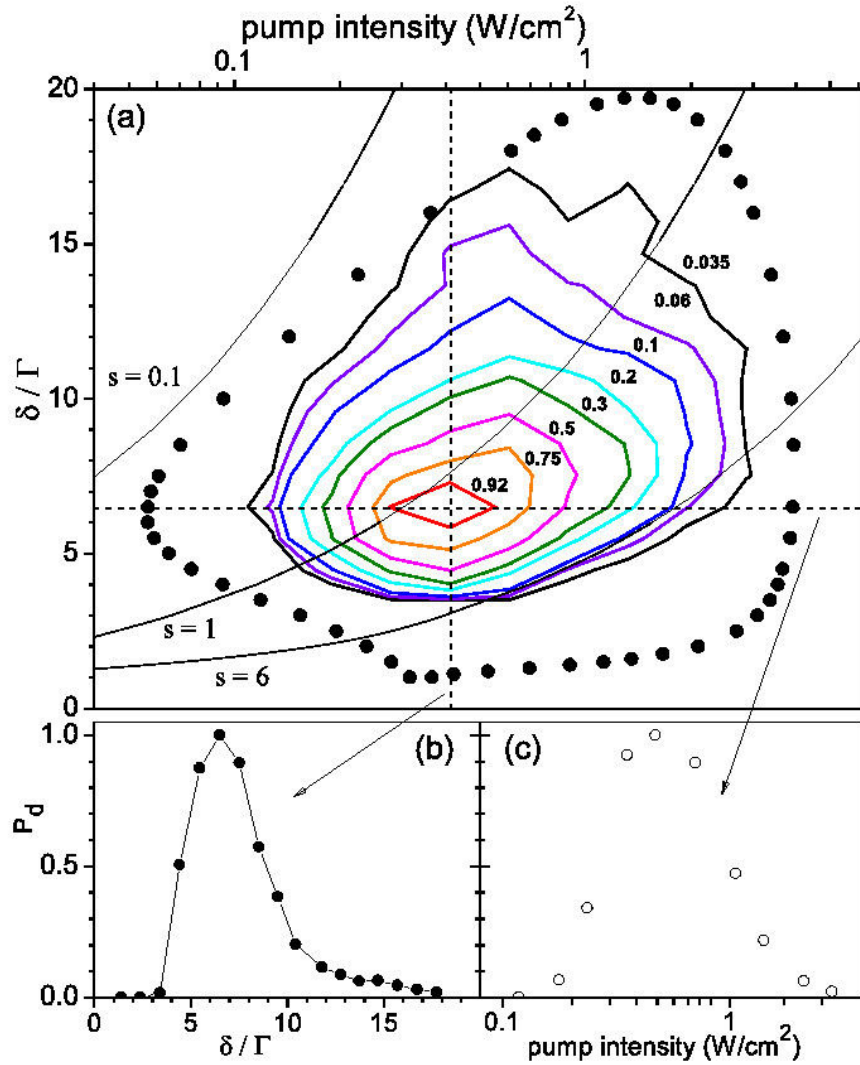 pump intensity (W/cm²)
0.1 1
20
(a)
15
0.035
0.06
δ / Γ
10
0.1
s = 0.1
0.2
0.3
0.5
0.75
0.92
5
s = 1
s = 6
0
1.0
(b)
(c)
P_d
0.5
0.0
0 5 10 15
0.1 1
δ / Γ
pump intensity (W/cm²)